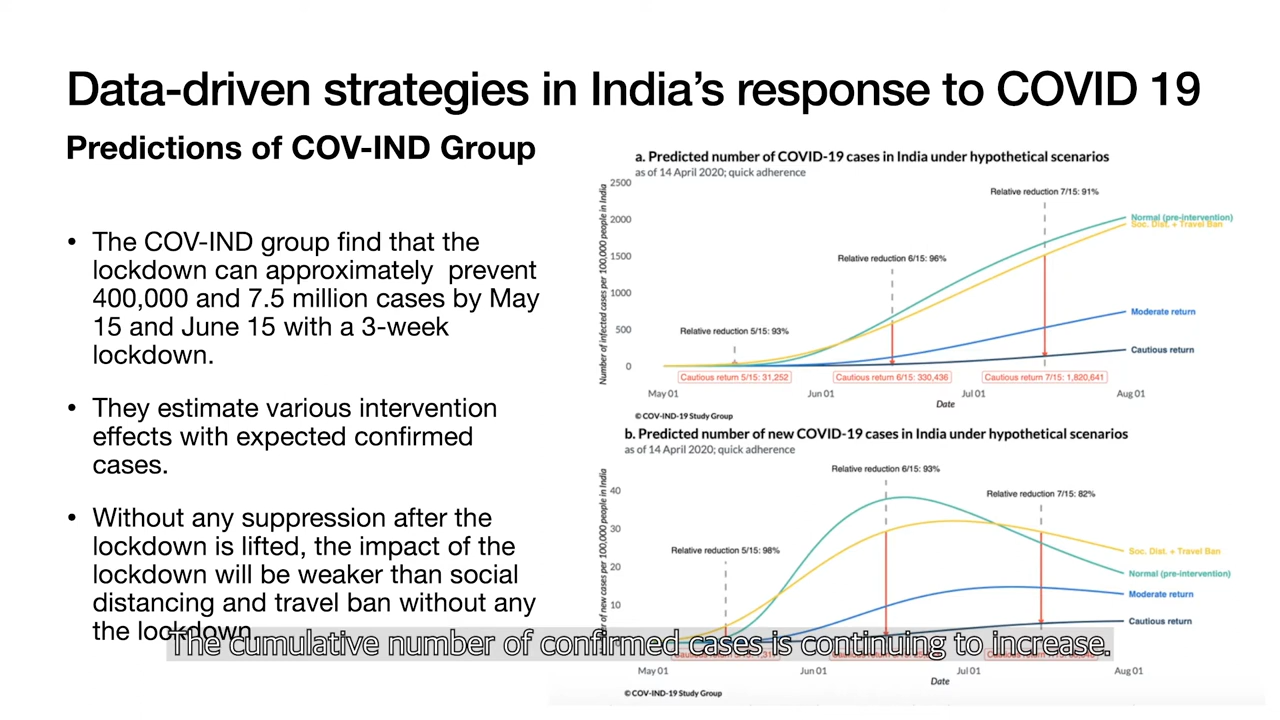 Data-driven strategies in India's response to COVID 19
Predictions of COV-IND Group
• The COV-IND group find that the
lockdown can approximately prevent
400,000 and 7.5 million cases by May
15 and June 15 with a 3-week
lockdown.
• They estimate various intervention
effects with expected confirmed
cases.
• Without any suppression after the
lockdown is lifted, the impact of the
lockdown will be weaker than social
distancing and travel ban without any
the lockdown.
a. Predicted number of COVID-19 cases in India under hypothetical scenarios
as of 14 April 2020; quick adherence
Number of infected cases per 100,000 people in India
2500
2000
1500
1000
500
0
Relative reduction 7/15: 91%
Relative reduction 6/15: 96%
Relative reduction 5/15: 93%
Normal (pre-intervention)
Soc. Dist. + Travel Ban
Moderate return
Cautious return
Cautious return 5/15: 31,252
Cautious return 6/15: 330,436
Cautious return 7/15: 1,820,641
May 01
Jun 01
Jul 01
Aug 01
Date
© COV-IND-19 Study Group
b. Predicted number of new COVID-19 cases in India under hypothetical scenarios
as of 14 April 2020; quick adherence
of new cases per 100,000 people in India
40
30
20
10
Relative reduction 6/15: 93%
Relative reduction 7/15: 82%
Relative reduction 5/15: 98%
Soc. Dist. + Travel Ban
Normal (pre-intervention)
Moderate return
Cautious return
The cumulative number of confirmed cases is continuing to increase.
May 01
Jun 01
Jul 01
Aug 01
Date
© COV-IND-19 Study Group